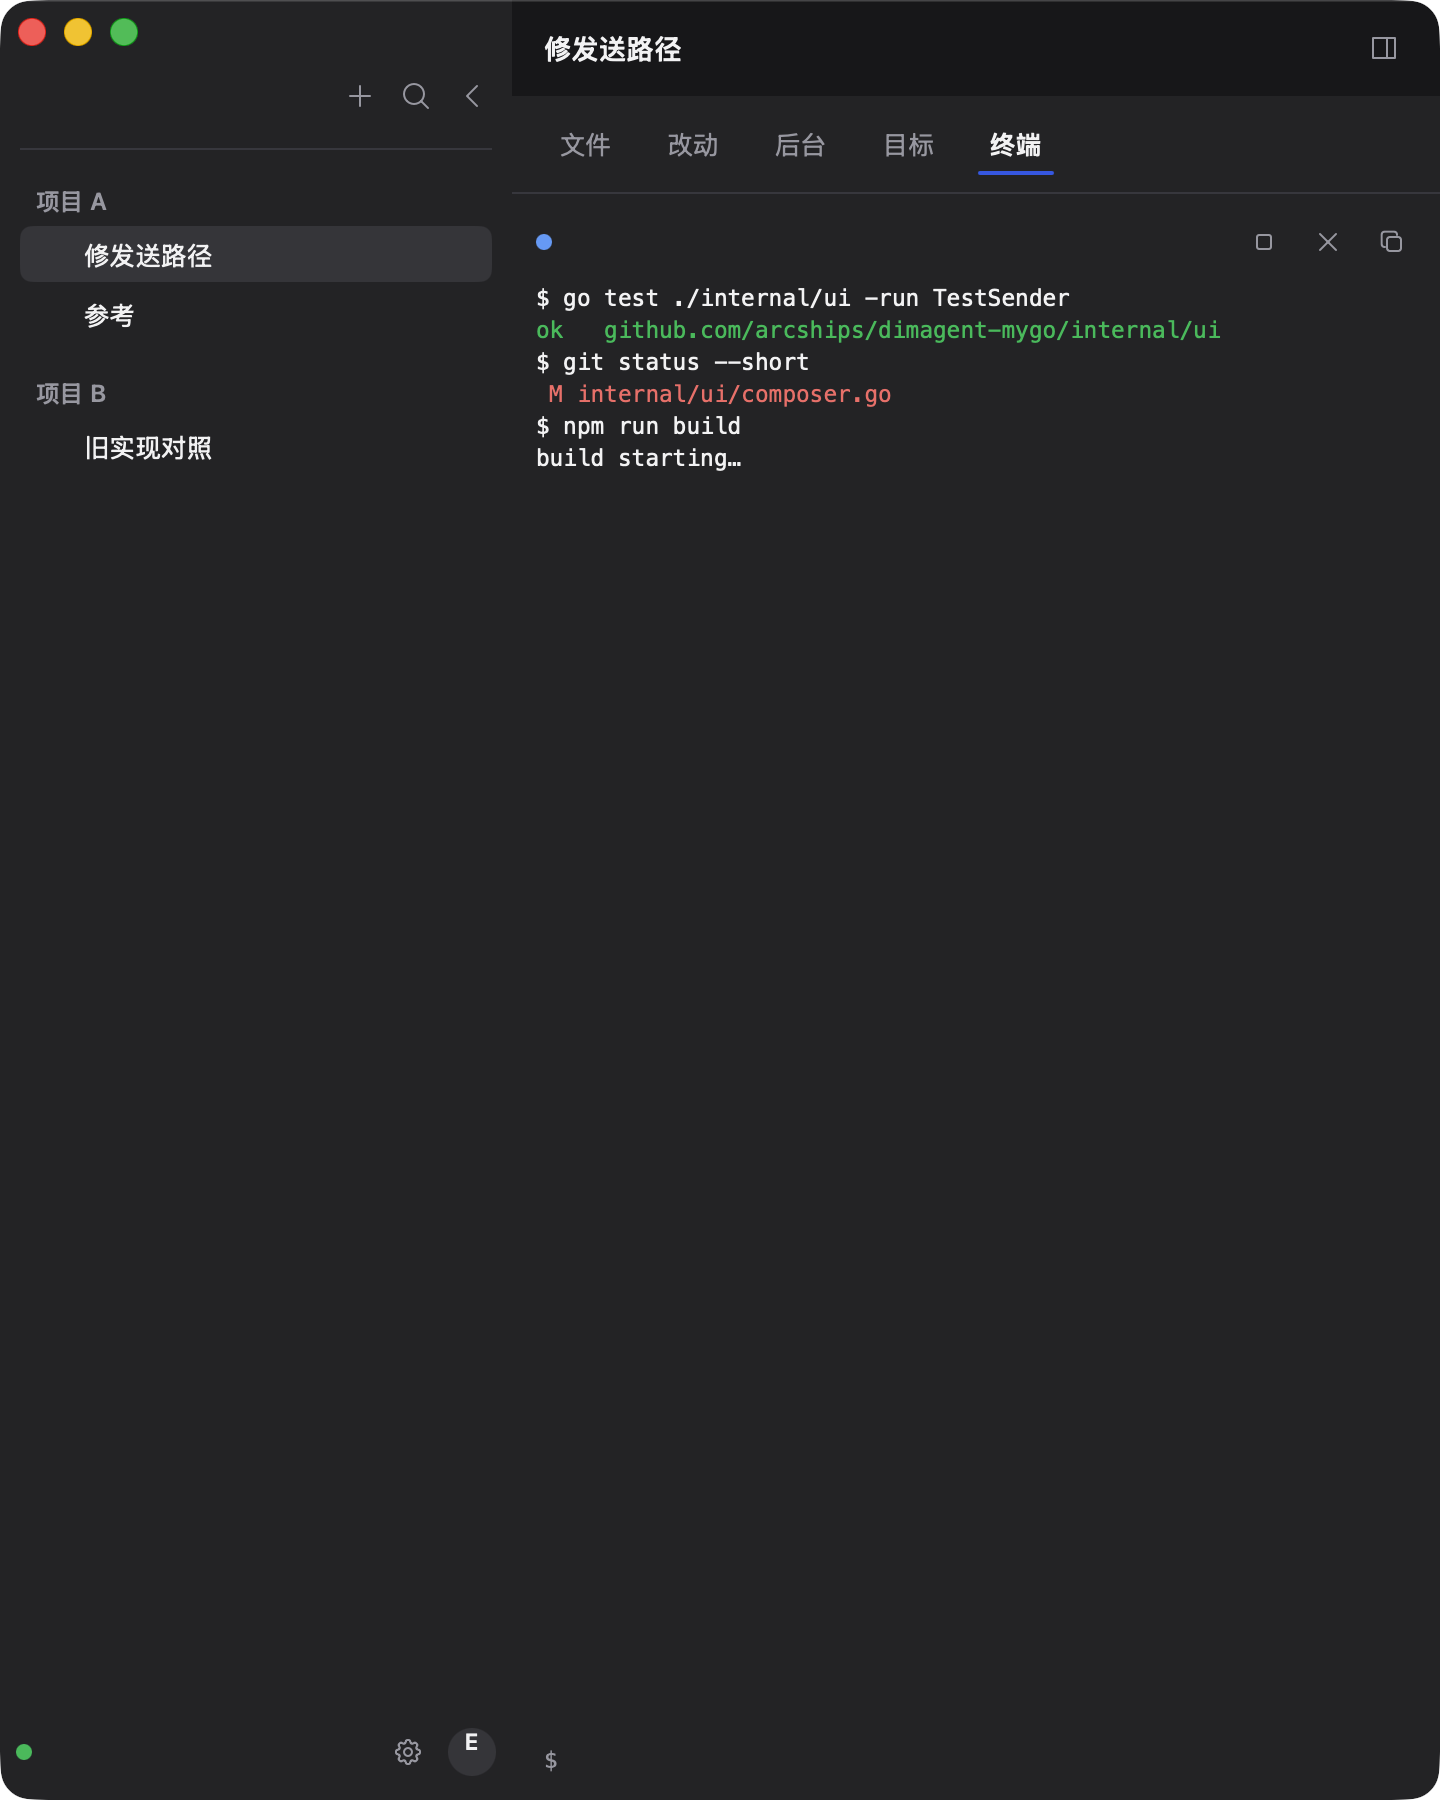 修发送路径
文件 改动 后台 目标 终端
项目 A
修发送路径
参考
项目 B
旧实现对照
$ go test ./internal/ui -run TestSender
ok   github.com/arcships/dimagent-mygo/internal/ui
$ git status --short
 M internal/ui/composer.go
$ npm run build
build starting…
E
$